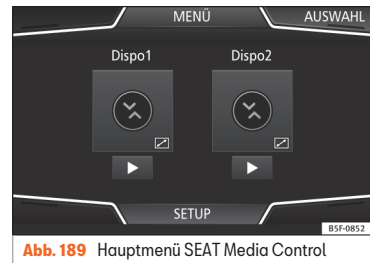 MENÜ AUSWAHL
Dispo1 Dispo2
SETUP
B5F-0852
Abb. 189 Hauptmenü SEAT Media Control